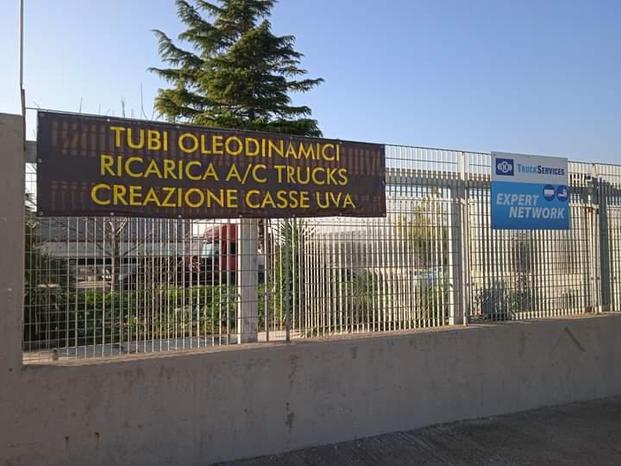 TUBI OLEODINAMICI
RICARICA A/C TRUCKS
CREAZIONE CASSE UVA
TRUCKSERVICES
EXPERT
NETWORK